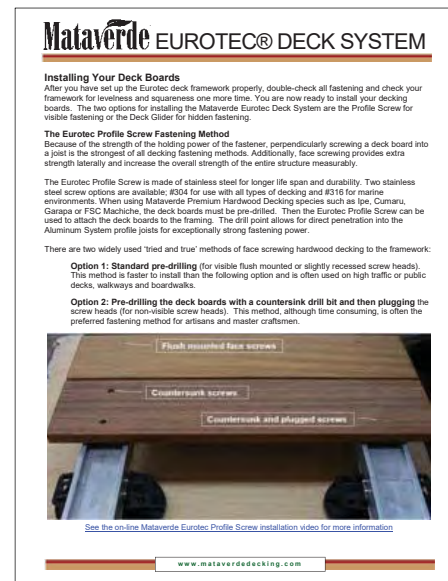 Mataverde EUROTEC® DECK SYSTEM
Installing Your Deck Boards
After you have set up the Eurotec deck framework properly, double-check all fastening and check your
framework for levelness and squareness one more time. You are now ready to install your decking
boards. The two options for installing the Mataverde Eurotec Deck System are the Profile Screw for
visible fastening or the Deck Glider for hidden fastening.
The Eurotec Profile Screw Fastening Method
Because of the strength of the holding power of the fastener, perpendicularly screwing a deck board into
a joist is the strongest of all decking fastening methods. Additionally, face screwing provides extra
strength laterally and increase the overall strength of the entire structure measurably.
The Eurotec Profile Screw is made of stainless steel for longer life span and durability. Two stainless
steel screw options are available; #304 for use with all types of decking and #316 for marine
environments. When using Mataverde Premium Hardwood Decking species such as Ipe, Cumaru,
Garapa or FSC Machiche, the deck boards must be pre-drilled. Then the Eurotec Profile Screw can be
used to attach the deck boards to the framing. The drill point allows for direct penetration into the
Aluminum System profile joists for exceptionally strong fastening power.
There are two widely used 'tried and true' methods of face screwing hardwood decking to the framework:
Option 1: Standard pre-drilling (for visible flush mounted or slightly recessed screw heads).
This method is faster to install than the following option and is often used on high traffic or public
decks, walkways and boardwalks.
Option 2: Pre-drilling the deck boards with a countersink drill bit and then plugging the
screw heads (for non-visible screw heads). This method, although time consuming, is often the
preferred fastening method for artisans and master craftsmen.
Flush mounted face screws
Countersunk screws
Countersunk and plugged screws
See the on-line Mataverde Eurotec Profile Screw installation video for more information
www.mataverdedecking.com